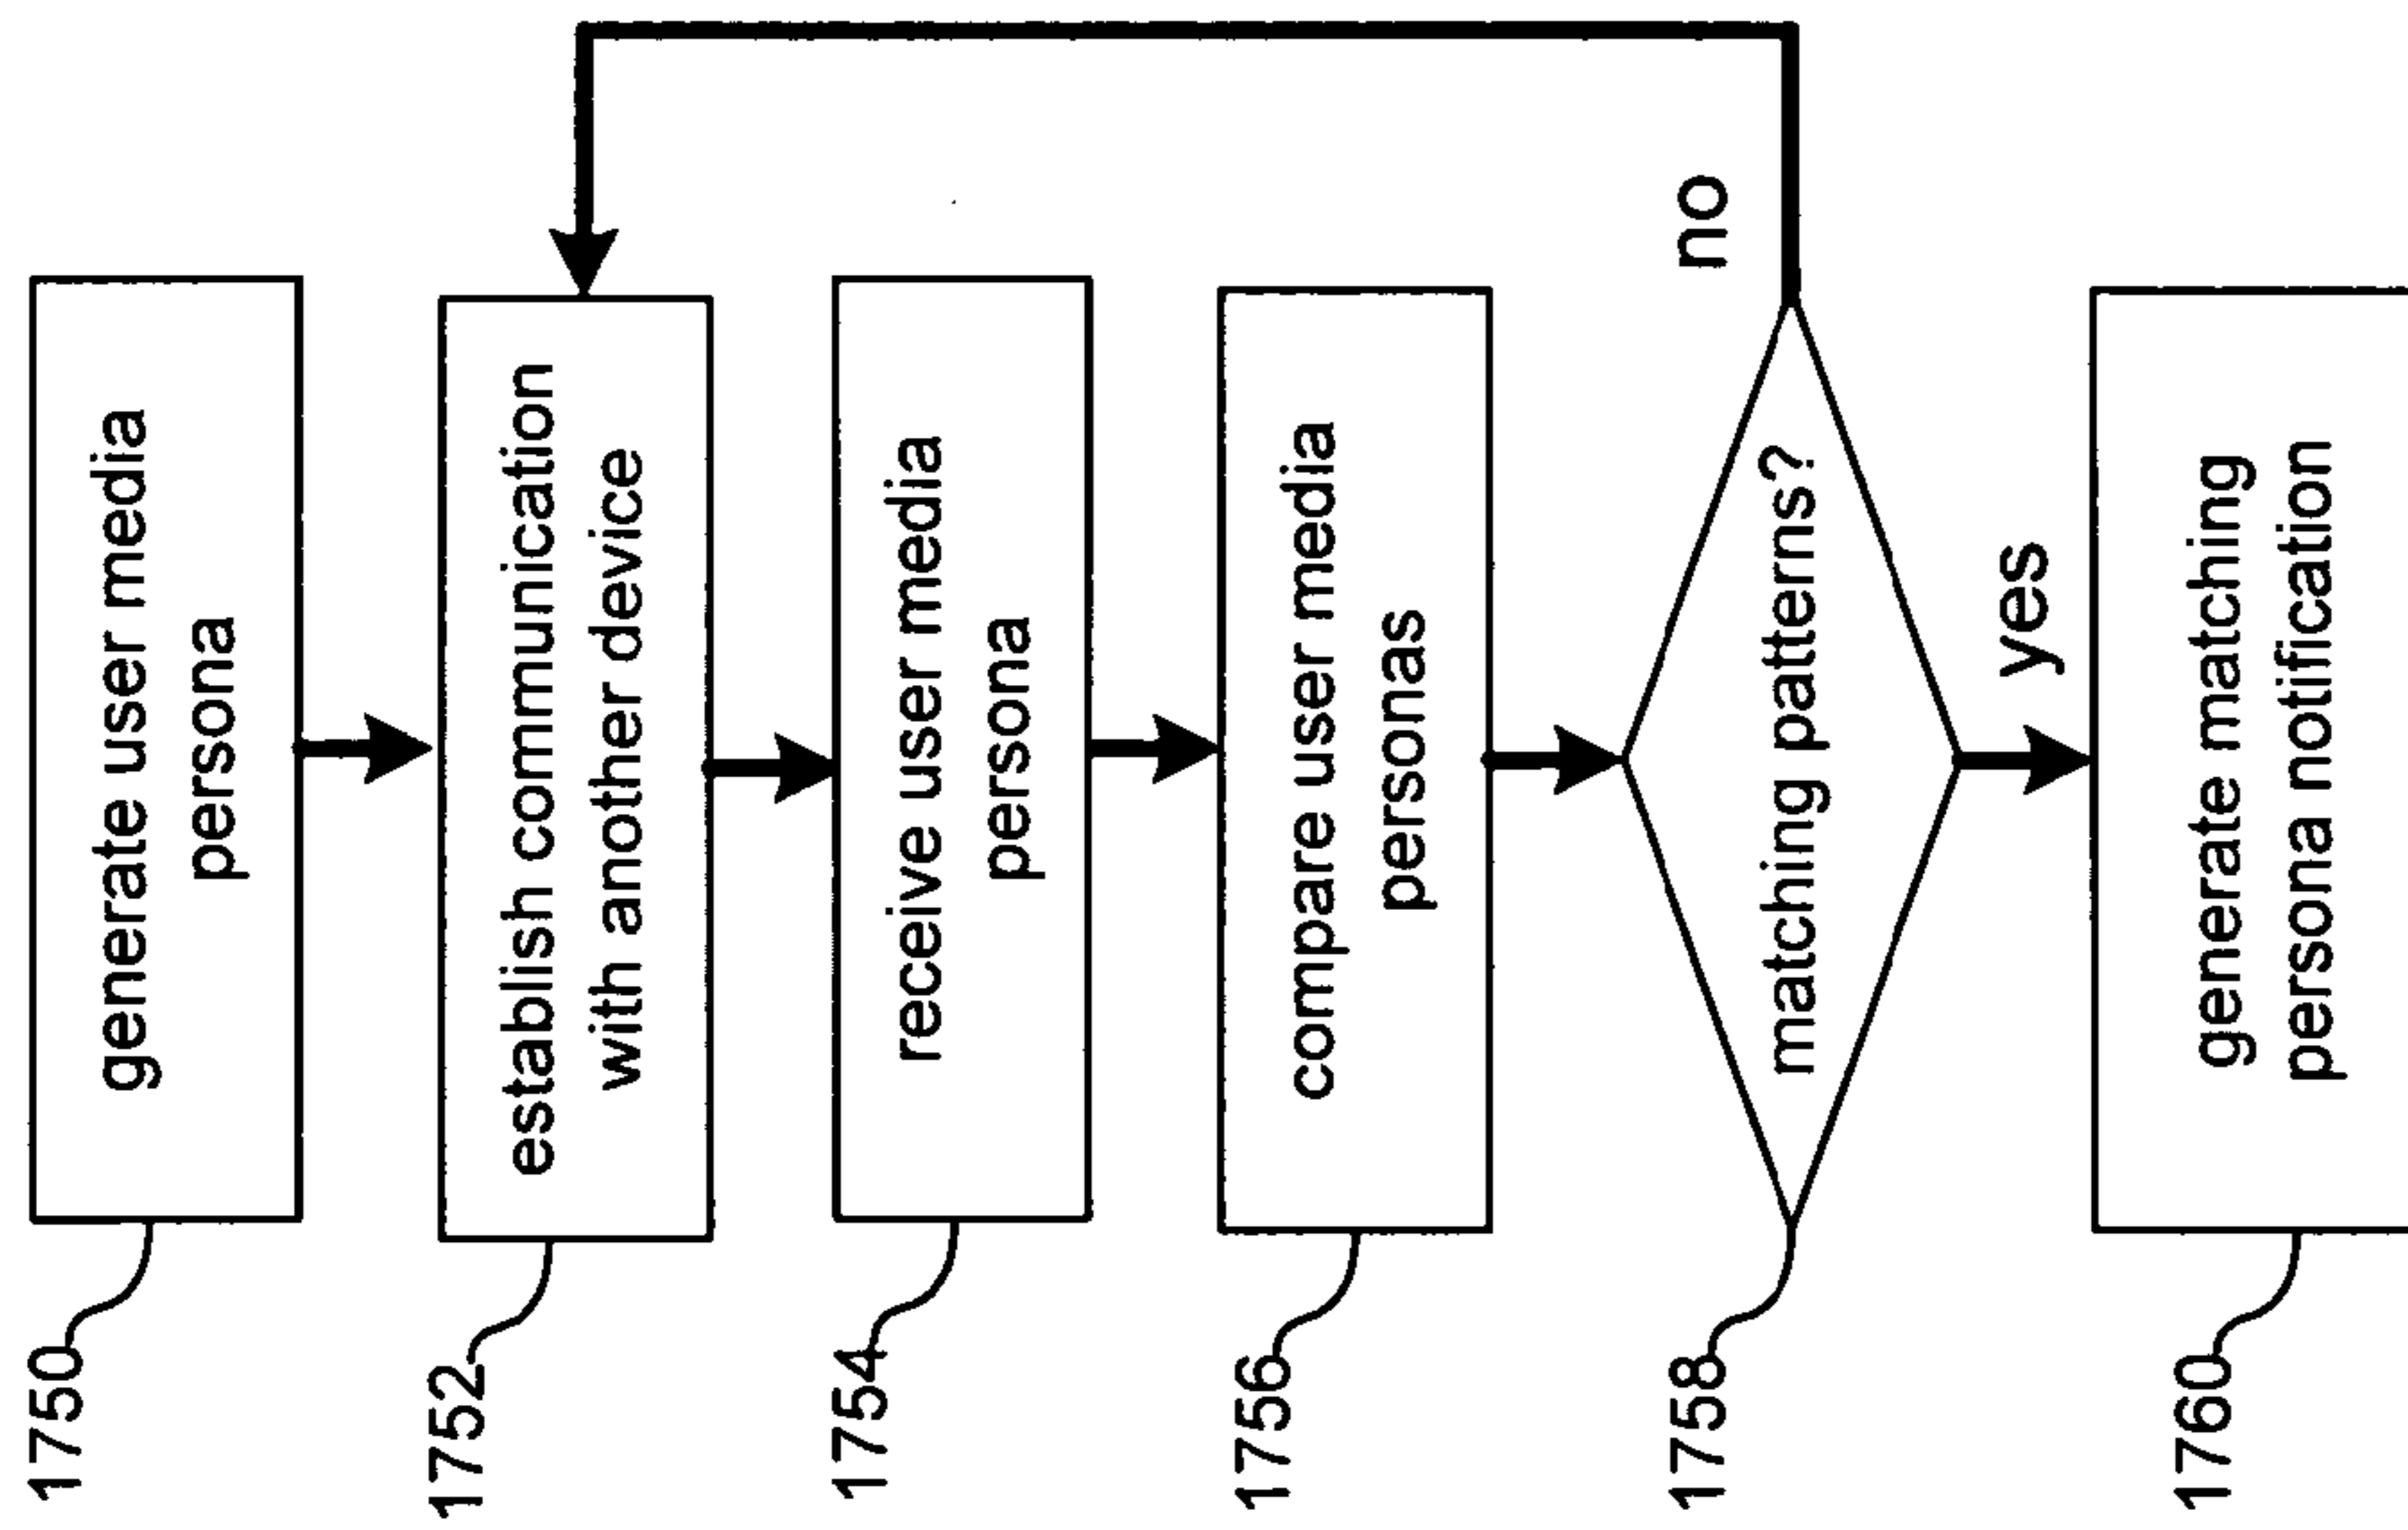 1750
generate user media
persona
1752
establish communication
with another device
1754
receive user media
persona
1756
compare user media
personas
1758
matching patterns?
no
yes
1760
generate matching
persona notification